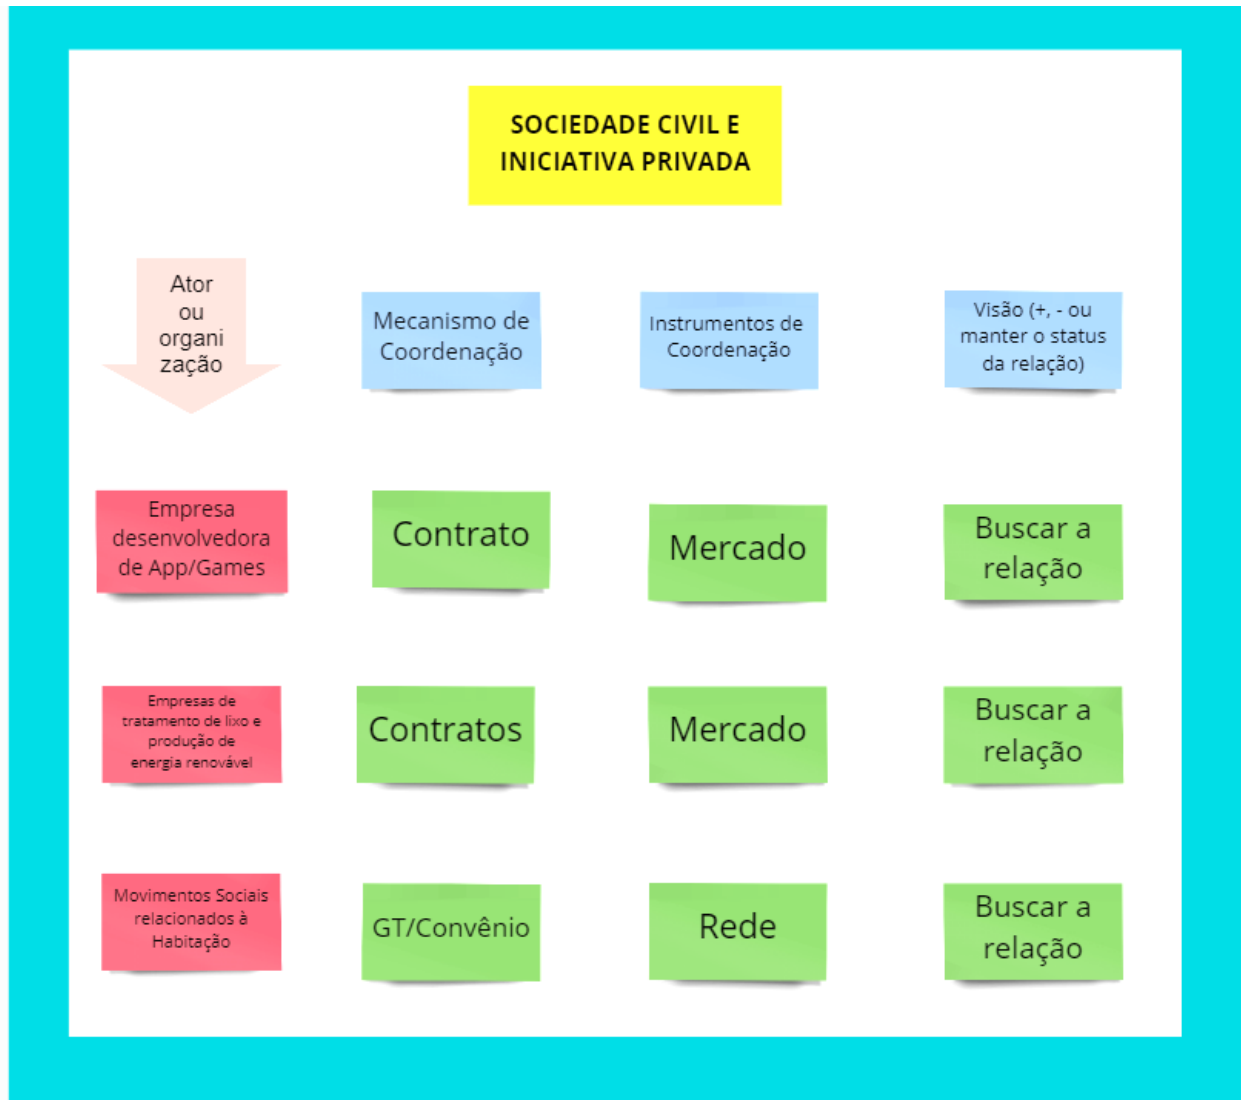 SOCIEDADE CIVIL E
INICIATIVA PRIVADA
Ator
ou
organi
zação
Mecanismo de
Coordenação
Instrumentos de
Coordenação
Visão (+, - ou
manter o status
da relação)
Empresa
desenvolvedora
de App/Games
Contrato
Mercado
Buscar a
relação
Empresas de
tratamento de lixo e
produção de
energia renovável
Contratos
Mercado
Buscar a
relação
Movimentos Sociais
relacionados à
Habitação
GT/Convênio
Rede
Buscar a
relação